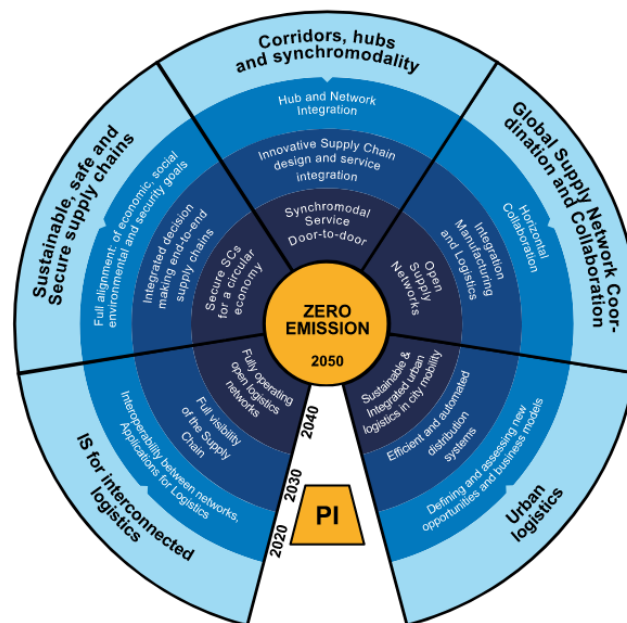 Corridors, hubs
and synchromodality
Hub and Network
Integration
Innovative Supply Chain
design and service
integration
Synchromodal
Service
Door-to-door
Sustainable, safe and
Secure supply chains
Full alignment: of economic, social
environmental and security goals
Integrated decision
making end-to-end
supply chains
Secure SCs
for a circular
economy
Global Supply Network Coor-
dination and Collaboration
Horizontal
Collaboration
Integration
Manufacturing
and Logistics
Open
Supply
Networks
ZERO
EMISSION
2050
IS for interconnected
logistics
Interoperability between networks,
Applications for Logistics
Full visibility
of the Supply
Chain
Fully operating
open logistics
networks
Urban
logistics
Defining and assessing new
opportunities and business models
Efficient and automated
distribution
systems
Sustainable &
Integrated urban
logistics in city mobility
2040
2030
2020
PI